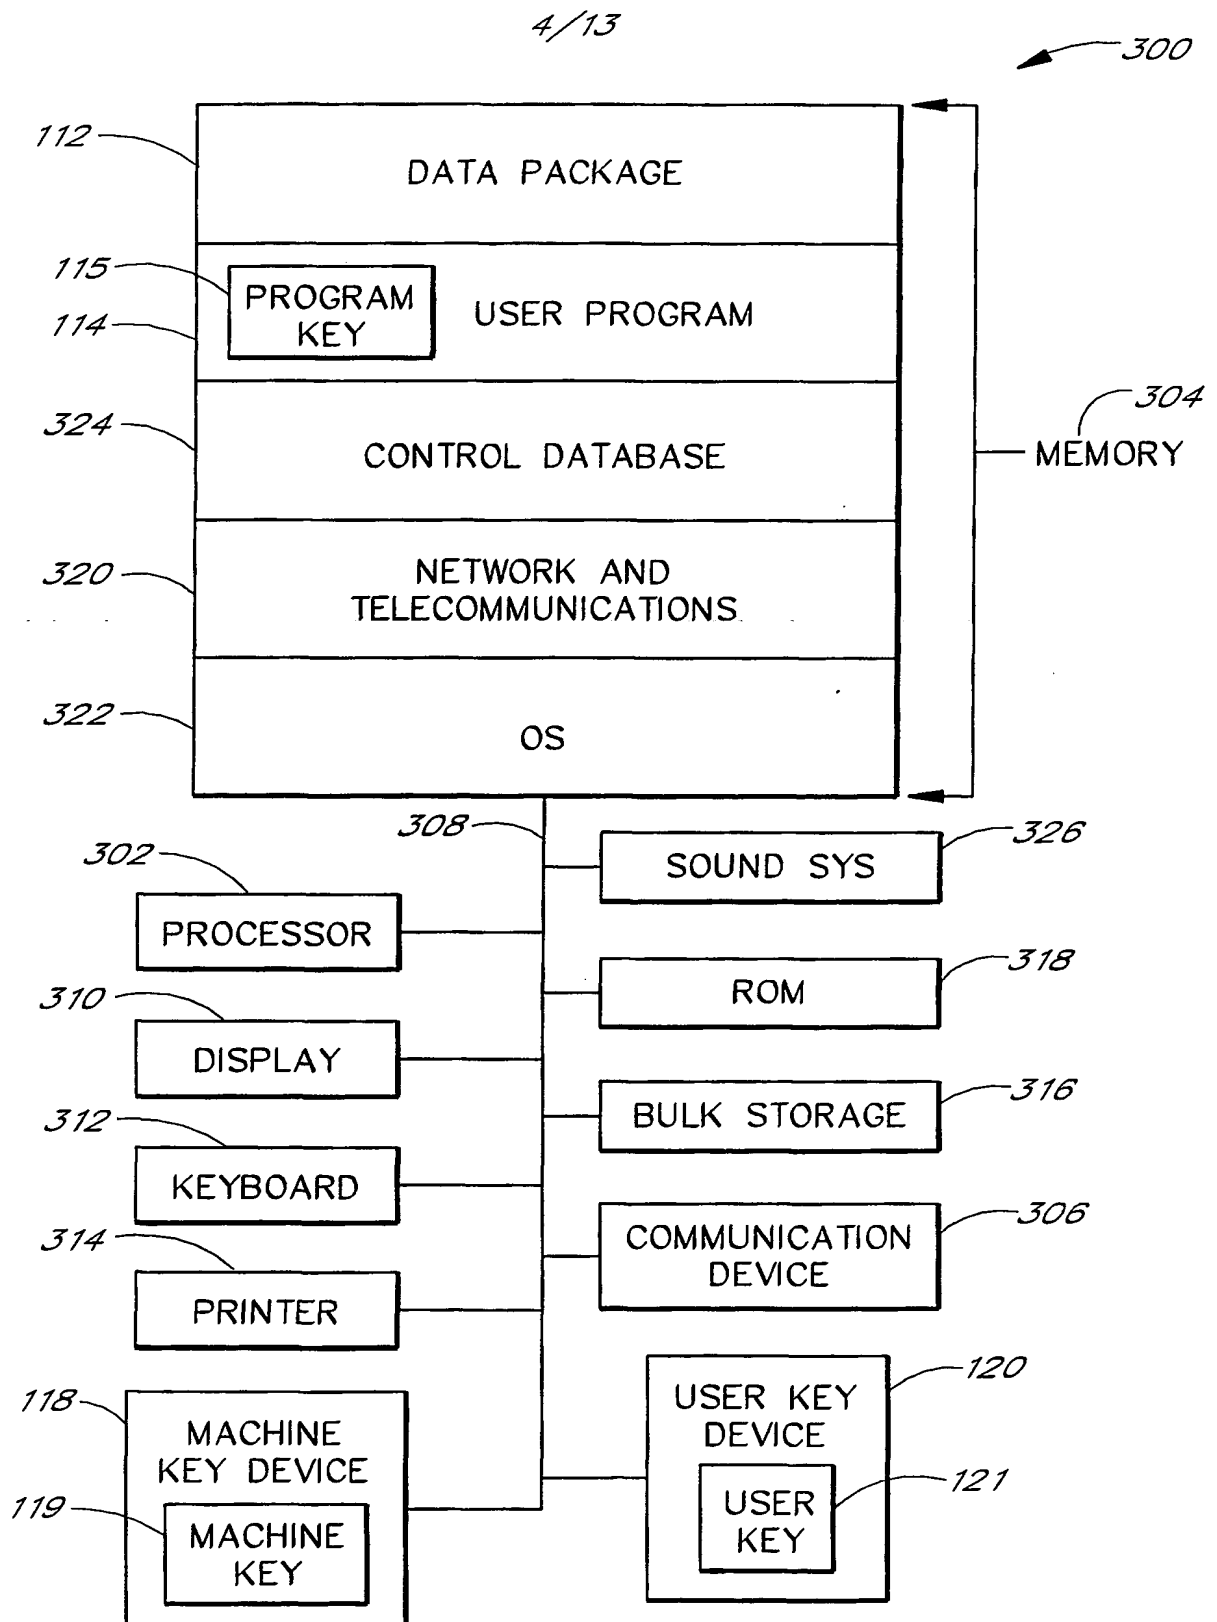 4/13
300
112
DATA PACKAGE
115
PROGRAM
KEY
USER PROGRAM
114
304
MEMORY
324
CONTROL DATABASE
320
NETWORK AND
TELECOMMUNICATIONS
322
OS
308
326
SOUND SYS
302
PROCESSOR
318
ROM
310
DISPLAY
316
BULK STORAGE
312
KEYBOARD
306
COMMUNICATION
DEVICE
314
PRINTER
120
USER KEY
DEVICE
118
MACHINE
KEY DEVICE
121
USER
KEY
119
MACHINE
KEY